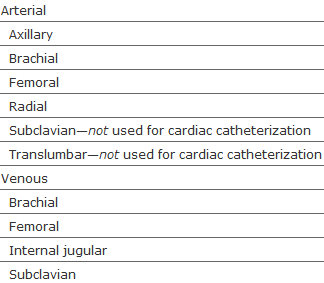 Arterial
Axillary
Brachial
Femoral
Radial
Subclavian—not used for cardiac catheterization
Translumbar—not used for cardiac catheterization
Venous
Brachial
Femoral
Internal jugular
Subclavian